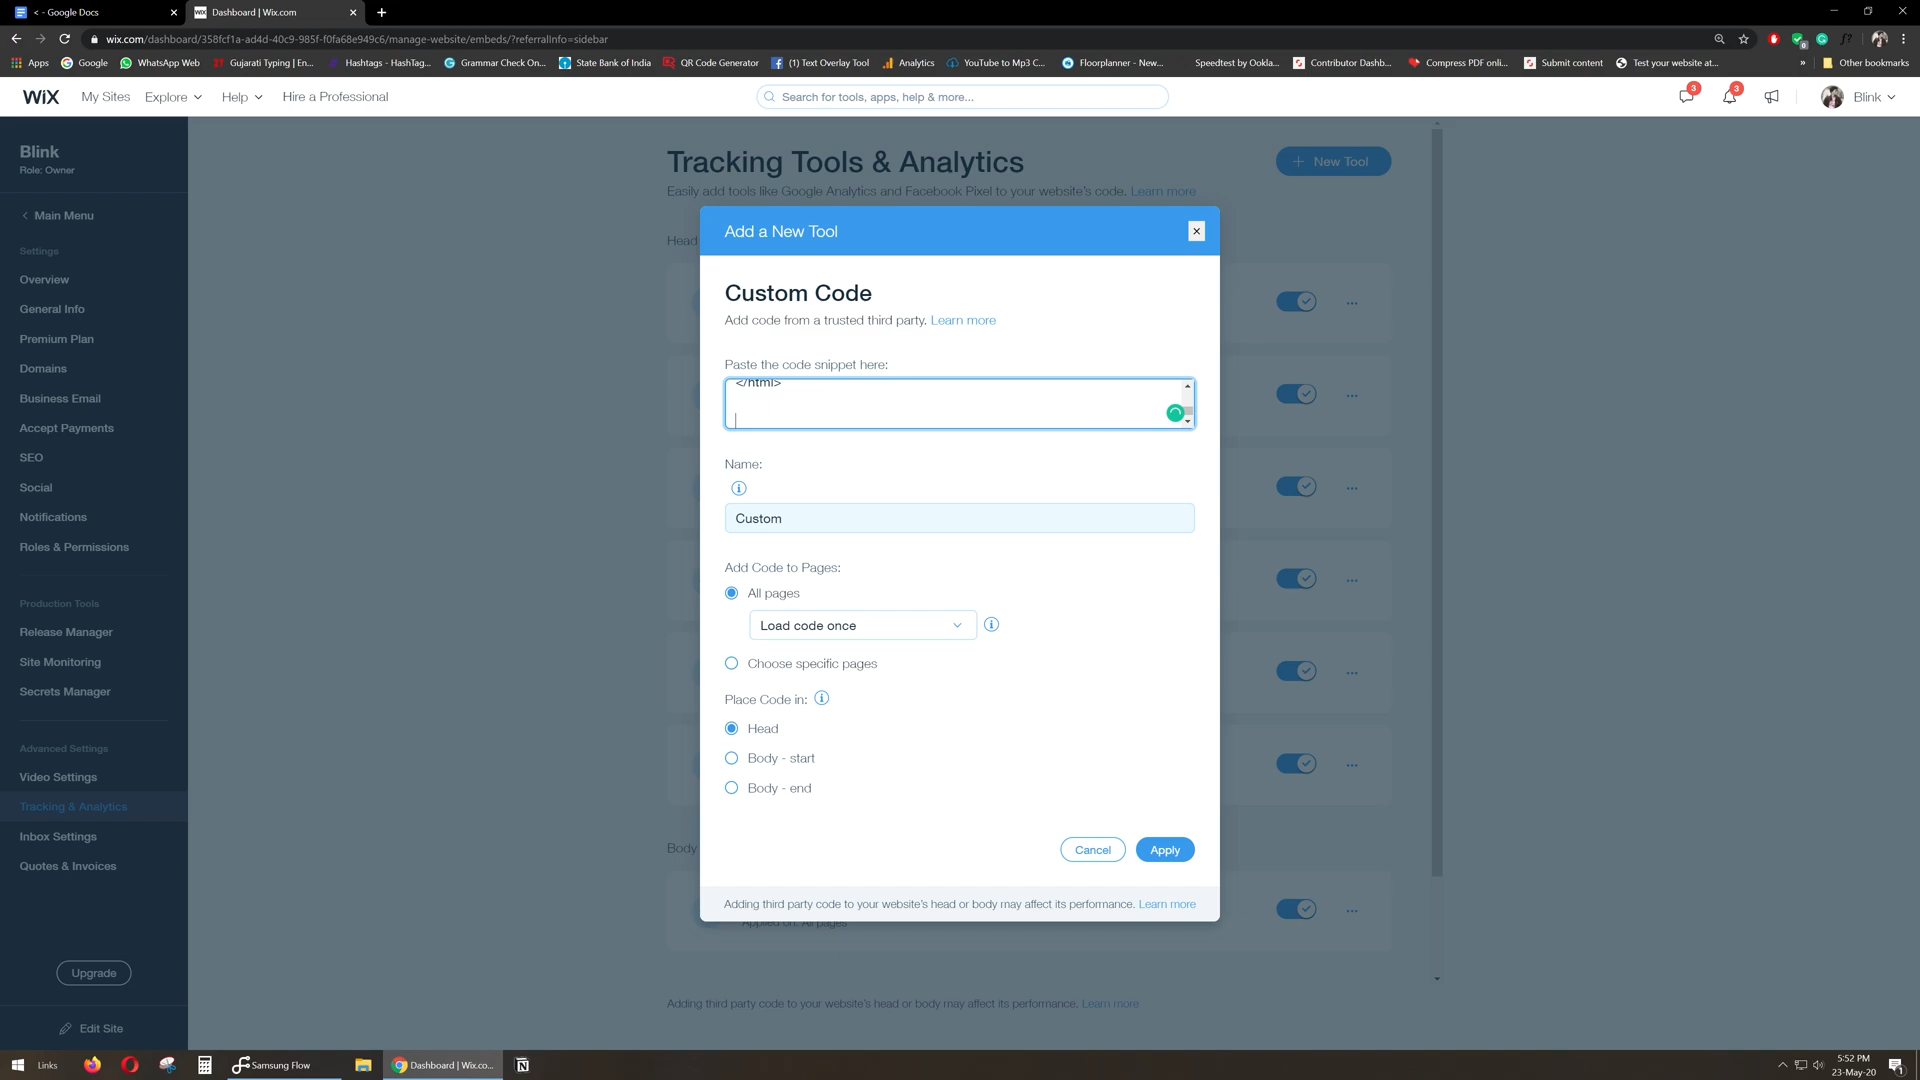 < - Google Docs
Dashboard | Wix.com
wix.com/dashboard/358fcf1a-ad4d-40c9-985f-f0fa68e949c6/manage-website/embeds/?referralInfo=sidebar
Apps
Google
WhatsApp Web
Gujarati Typing | En...
Hashtags - HashTag...
Grammar Check On...
State Bank of India
QR Code Generator
(1) Text Overlay Tool
Analytics
YouTube to Mp3 C...
Floorplanner - New...
Speedtest by Ookla...
Contributor Dashb...
Compress PDF onli...
Submit content
Test your website at...
»
Other bookmarks
WiX
My Sites
Explore
Help
Hire a Professional
Search for tools, apps, help & more...
3
3
Blink
Blink
Role: Owner
Main Menu
Settings
Overview
General Info
Premium Plan
Domains
Business Email
Accept Payments
SEO
Social
Notifications
Roles & Permissions
Production Tools
Release Manager
Site Monitoring
Secrets Manager
Advanced Settings
Video Settings
Tracking & Analytics
Inbox Settings
Quotes & Invoices
Upgrade
Edit Site
Tracking Tools & Analytics
+ New Tool
Easily add tools like Google Analytics and Facebook Pixel to your website's code. Learn more
Head
Add a New Tool
Custom Code
Add code from a trusted third party. Learn more
Paste the code snippet here:
</html>
Name:
Custom
Add Code to Pages:
All pages
Load code once
Choose specific pages
Place Code in:
Head
Body - start
Body - end
Cancel
Apply
Body
Adding third party code to your website's head or body may affect its performance. Learn more
Applied on: All pages
Adding third party code to your website's head or body may affect its performance. Learn more
Links
Samsung Flow
Dashboard | Wix.co...
5:52 PM
23-May-20
1